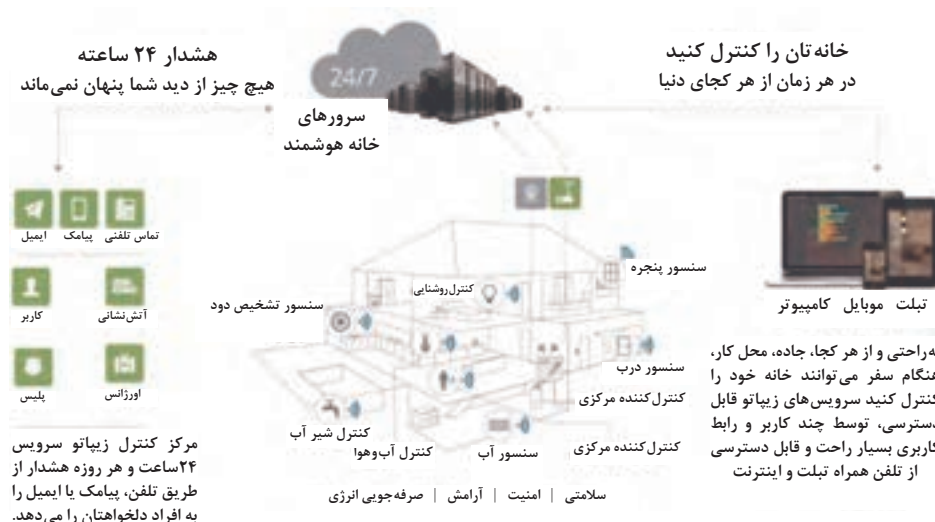 خانه‌تان را کنترل کنید
در هر زمان از هر کجای دنیا
هشدار ۲۴ ساعته
هیچ چیز از دید شما پنهان نمی‌ماند
24/7
سرورهای
خانه هوشمند
تماس تلفنی
پیامک
ایمیل
آتش‌نشانی
کاربر
اورژانس
پلیس
مرکز کنترل زیپاتو سرویس
۲۴ساعت و هر روزه هشدار از
طریق تلفن، پیامک یا ایمیل را
به افراد دلخواهتان را می‌دهد.
سنسور پنجره
کنترل روشنایی
سنسور تشخیص دود
سنسور درب
کنترل‌کننده مرکزی
کنترل شیر آب
کنترل آب‌وهوا
سنسور آب
کنترل‌کننده مرکزی
سلامتی | امنیت | آرامش | صرفه‌جویی انرژی
تبلت موبایل کامپیوتر
به‌راحتی و از هر کجا، جاده، محل کار،
هنگام سفر می‌توانند خانه خود را
کنترل کنید سرویس‌های زیپاتو قابل
دسترسی، توسط چند کاربر و رابط
کاربری بسیار راحت و قابل دسترسی
از تلفن همراه تبلت و اینترنت